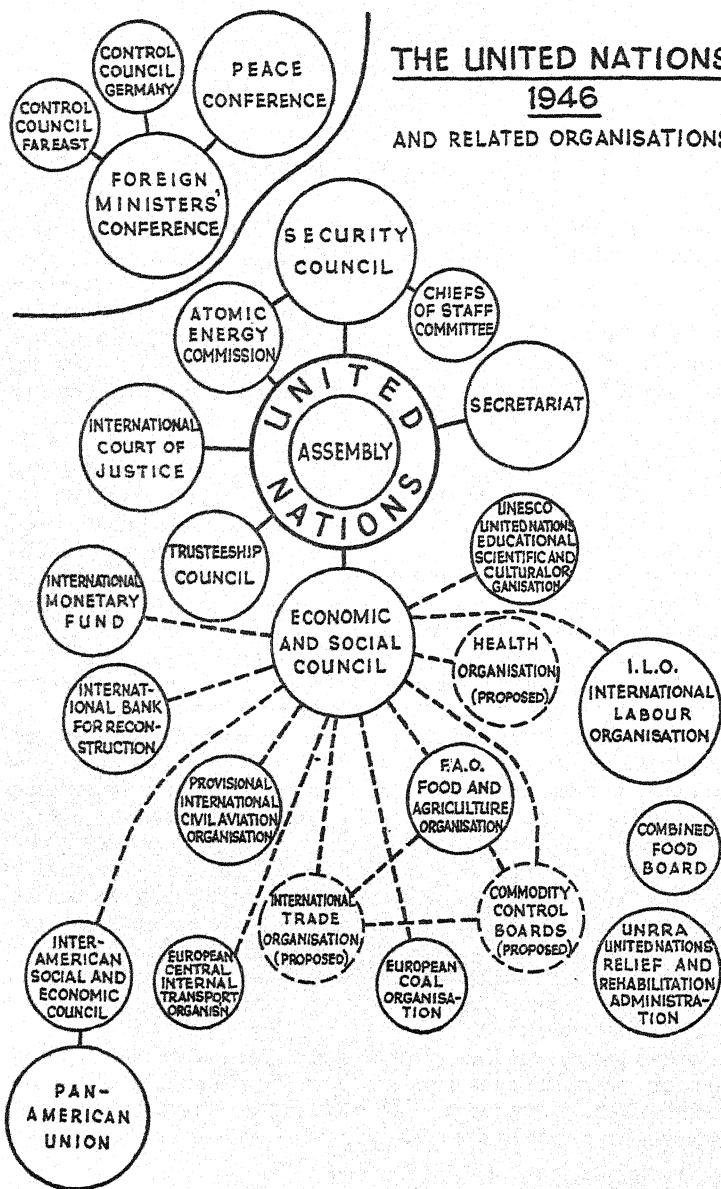 THE UNITED NATIONS
1946
AND RELATED ORGANISATIONS
CONTROL
COUNCIL
GERMANY
PEACE
CONFERENCE
CONTROL
COUNCIL
FAREAST
FOREIGN
MINISTERS'
CONFERENCE
SECURITY
COUNCIL
CHIEFS
OF STAFF
COMMITTEE
ATOMIC
ENERGY
COMMISSION
UNITED
NATIONS
ASSEMBLY
SECRETARIAT
INTERNATIONAL
COURT OF
JUSTICE
TRUSTEESHIP
COUNCIL
UNESCO
UNITED NATIONS
EDUCATIONAL
SCIENTIFIC AND
CULTURAL OR
GANISATION
INTERNATIONAL
MONETARY
FUND
ECONOMIC
AND SOCIAL
COUNCIL
HEALTH
ORGANISATION
(PROPOSED)
I.L.O.
INTERNATIONAL
LABOUR
ORGANISATION
INTERNAT-
IONAL BANK
FOR RECON-
STRUCTION
PROVISIONAL
INTERNATIONAL
CIVIL AVIATION
ORGANISATION
F.A.O.
FOOD AND
AGRICULTURE
ORGANISATION
COMBINED
FOOD
BOARD
INTERNATIONAL
TRADE
ORGANISATION
(PROPOSED)
COMMODITY
CONTROL
BOARDS
(PROPOSED)
INTER-
AMERICAN
SOCIAL AND
ECONOMIC
COUNCIL
EUROPEAN
CENTRAL
INTERNAL
TRANSPORT
ORGANISN
EUROPEAN
COAL
ORGANISA-
TION
UNRRA
UNITED NATIONS
RELIEF AND
REHABILITATION
ADMINISTRA-
TION
PAN-
AMERICAN
UNION